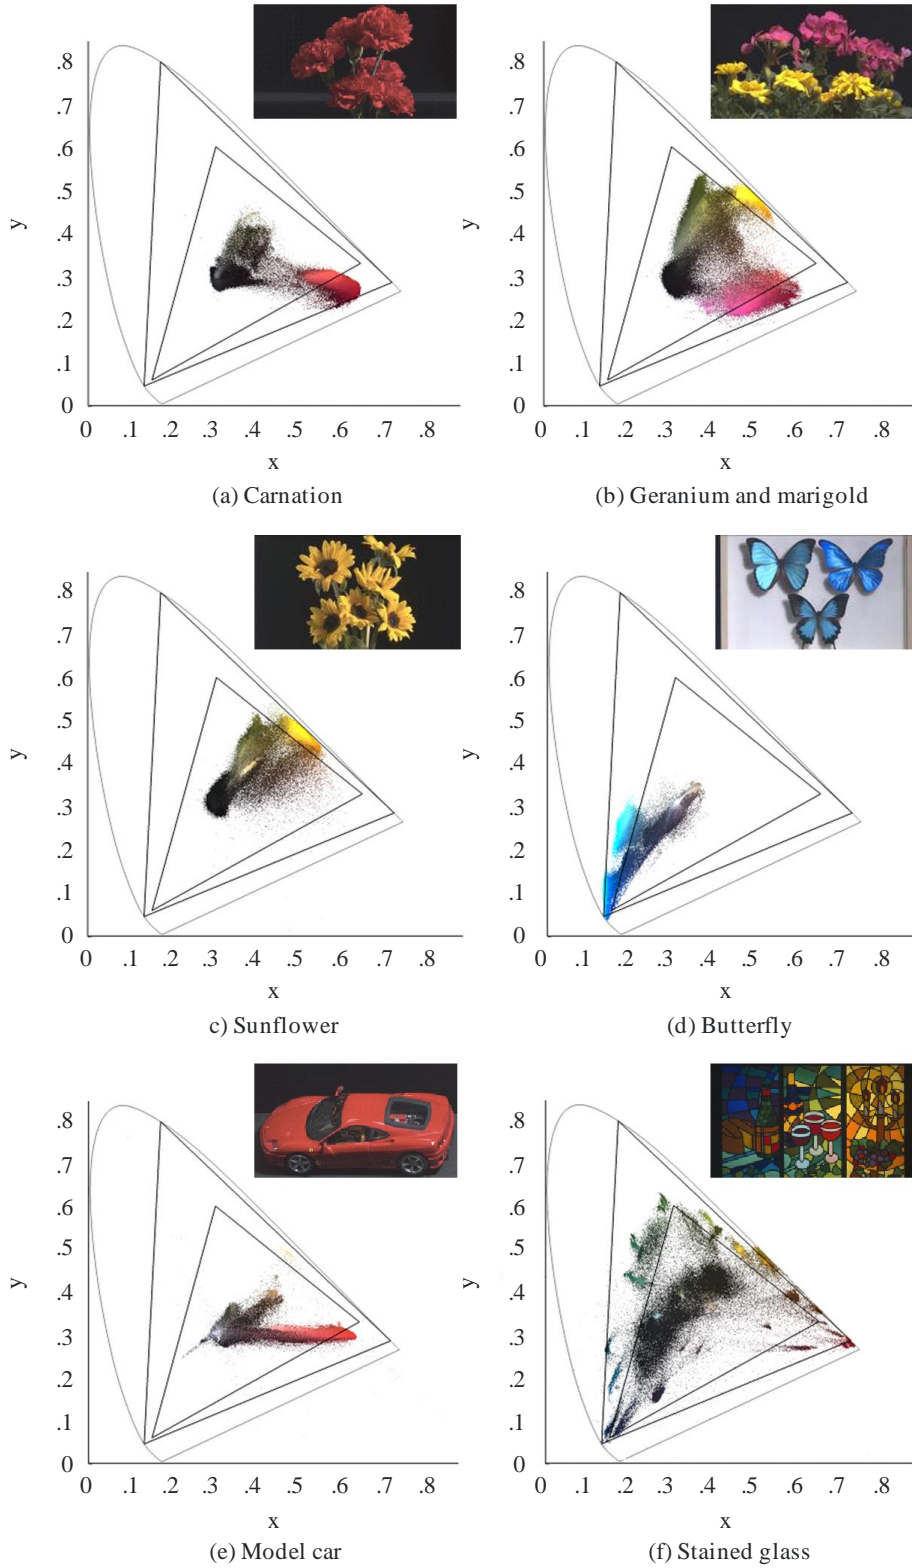 .8
.7
.6
.5
.4
.3
.2
.1
0
y
0 .1 .2 .3 .4 .5 .6 .7 .8
x
(a) Carnation
.8
.7
.6
.5
.4
.3
.2
.1
0
y
0 .1 .2 .3 .4 .5 .6 .7 .8
x
(b) Geranium and marigold
.8
.7
.6
.5
.4
.3
.2
.1
0
y
0 .1 .2 .3 .4 .5 .6 .7 .8
x
c) Sunflower
.8
.7
.6
.5
.4
.3
.2
.1
0
y
0 .1 .2 .3 .4 .5 .6 .7 .8
x
(d) Butterfly
.8
.7
.6
.5
.4
.3
.2
.1
0
y
0 .1 .2 .3 .4 .5 .6 .7 .8
x
(e) Model car
.8
.7
.6
.5
.4
.3
.2
.1
0
y
0 .1 .2 .3 .4 .5 .6 .7 .8
x
(f) Stained glass